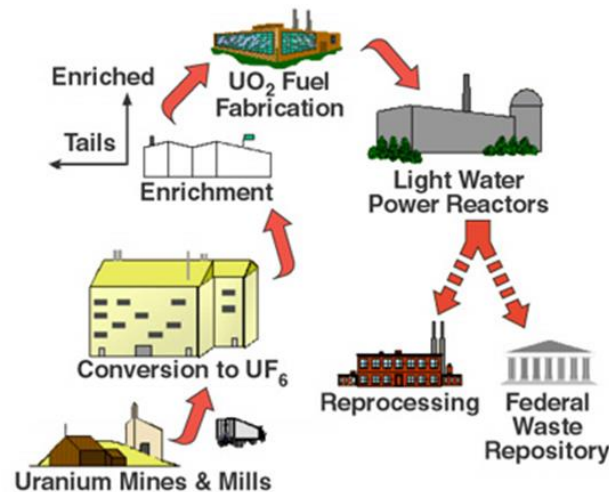 Enriched
Tails
UO₂ Fuel
Fabrication
Enrichment
Light Water
Power Reactors
Conversion to UF₆
Reprocessing
Federal
Waste
Repository
Uranium Mines & Mills